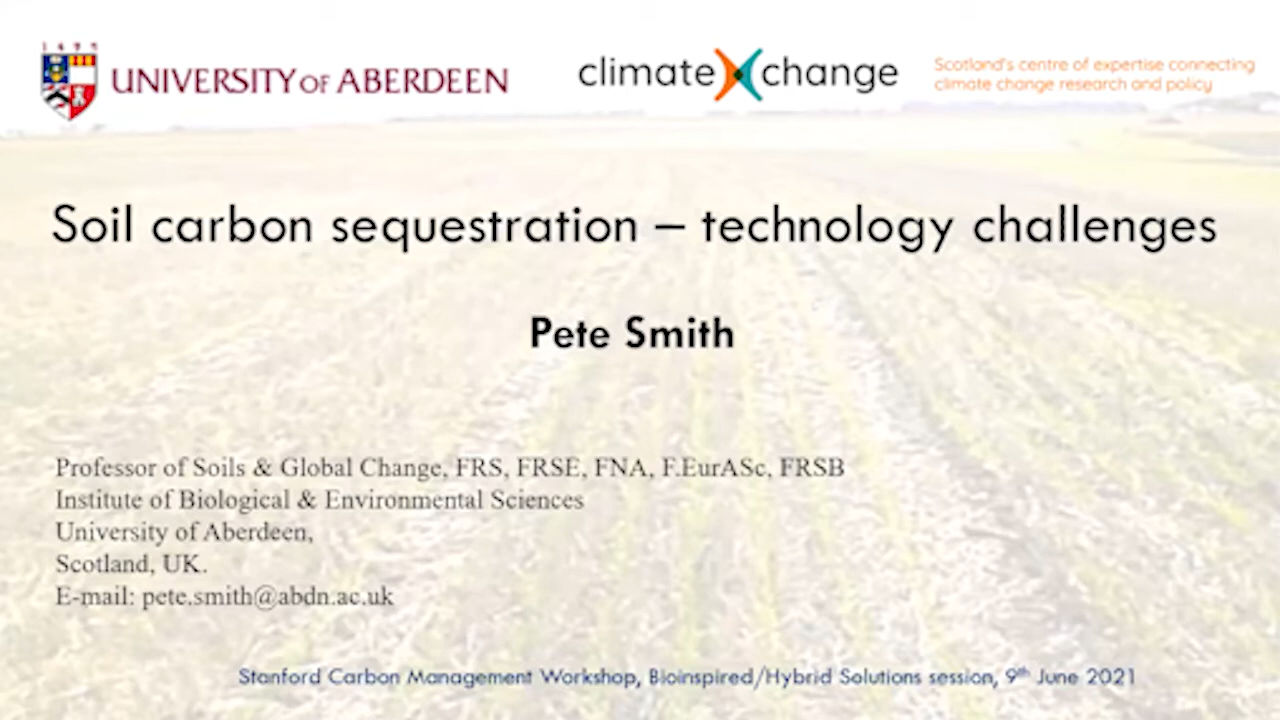 1495
UNIVERSITY OF ABERDEEN
climateXchange
Scotland's centre of expertise connecting
climate change research and policy
Soil carbon sequestration – technology challenges
Pete Smith
Professor of Soils & Global Change, FRS, FRSE, FNA, F.EurASc, FRSB
Institute of Biological & Environmental Sciences
University of Aberdeen,
Scotland, UK.
E-mail: pete.smith@abdn.ac.uk
Stanford Carbon Management Workshop, Bioinspired/Hybrid Solutions session, 9th June 2021